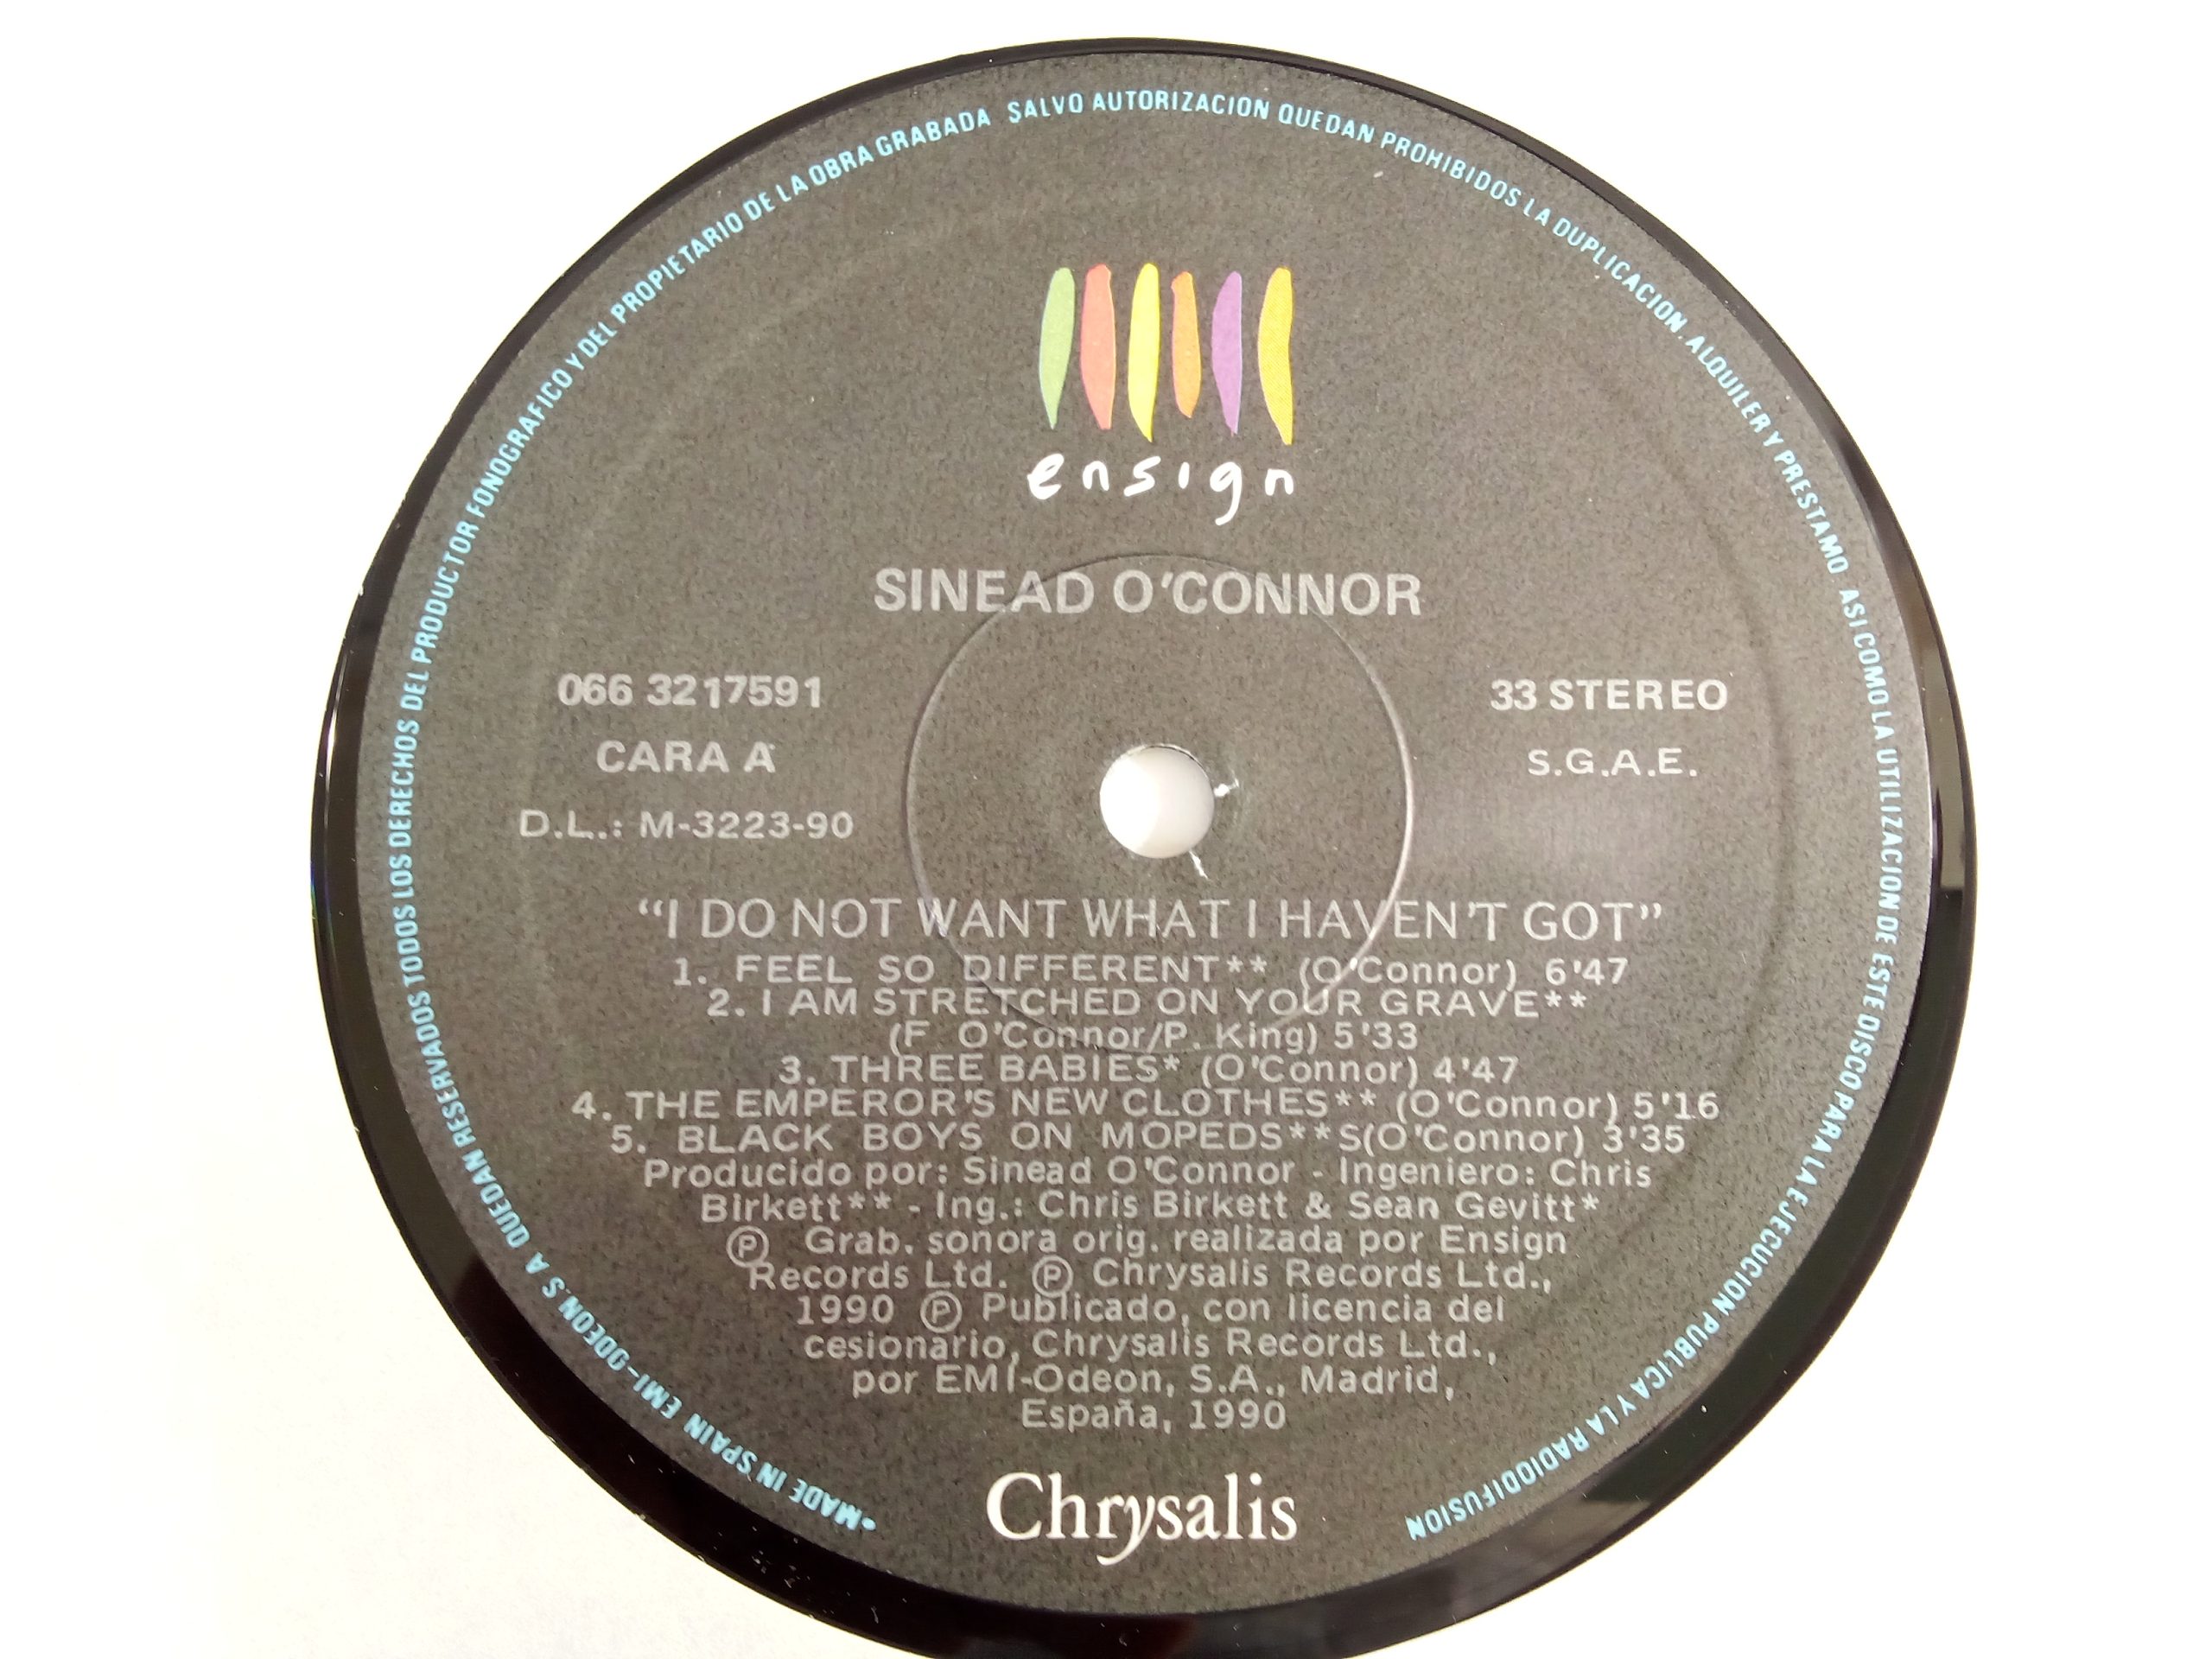 •MADE IN SPAIN EMI-ODEON, S.A. QUEDAN RESERVADOS TODOS LOS DERECHOS DEL PRODUCTOR FONOGRAFICO Y DEL PROPIETARIO DE LA OBRA GRABADA SALVO AUTORIZACION QUEDAN PROHIBIDOS LA DUPLICACION, ALQUILER Y PRESTAMO ASI COMO LA UTILIZACION DE ESTE DISCO PARA LA EJECUCION PUBLICA Y LA RADIODIFUSION
ensign
SINEAD O'CONNOR
066 3217591
33 STEREO
CARA A
S.G.A.E.
D.L.: M-3223-90
“I DO NOT WANT WHAT I HAVEN'T GOT”
1. FEEL SO DIFFERENT** (O'Connor) 6'47
2. I AM STRETCHED ON YOUR GRAVE**
(F O'Connor/P. King) 5'33
3. THREE BABIES* (O'Connor) 4'47
4. THE EMPEROR'S NEW CLOTHES** (O'Connor) 5'16
5. BLACK BOYS ON MOPEDS**S(O'Connor) 3'35
Producido por: Sinead O'Connor - Ingeniero: Chris
Birkett** - Ing.: Chris Birkett & Sean Gevitt*
Ⓟ Grab. sonora orig. realizada por Ensign
Records Ltd. Ⓟ Chrysalis Records Ltd.,
1990 Ⓟ Publicado, con licencia del
cesionario, Chrysalis Records Ltd.,
por EMI-Odeon, S.A., Madrid,
España, 1990
Chrysalis